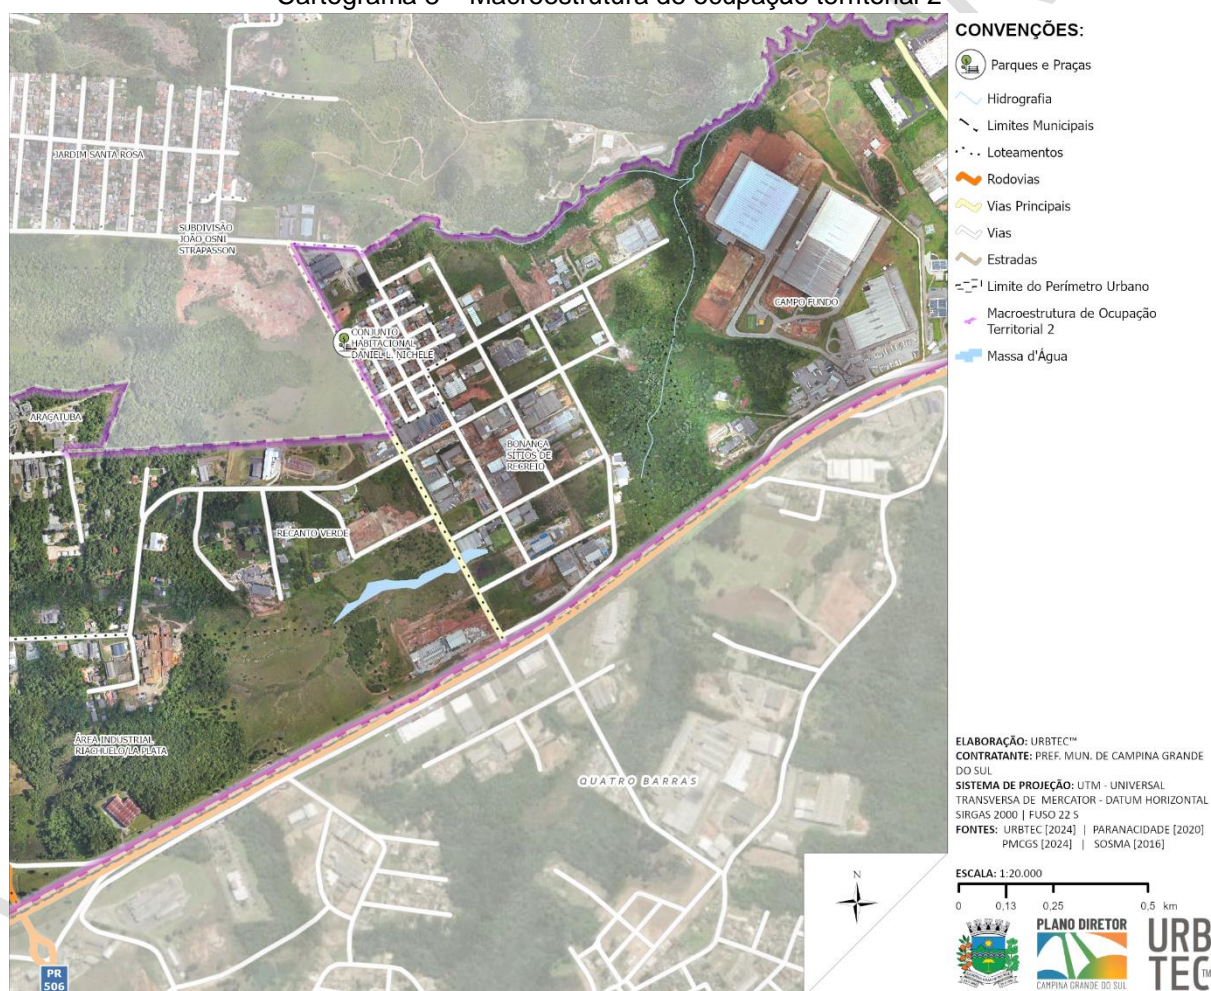 Cartograma 8 – Macroestrutura de ocupação territorial 2
CONVENÇÕES:
Parques e Praças
Hidrografia
Limites Municipais
Loteamentos
Rodovias
Vias Principais
Vias
Estradas
Limite do Perímetro Urbano
Macroestrutura de Ocupação
Territorial 2
Massa d'Água
JARDIM SANTA ROSA
SUBDIVISÃO
JOÃO OSNI
STRAPASSON
CONJUNTO
HABITACIONAL
DANIEL L. NICHELE
CAMPO FUNDO
ARAÇATUBA
BONANÇA
SÍTIOS DE
RECREIO
RECANTO VERDE
ÁREA INDUSTRIAL
RIACHUELO/LA PLATA
QUATRO BARRAS
PR
506
N
ELABORAÇÃO: URBTEC™
CONTRATANTE: PREF. MUN. DE CAMPINA GRANDE
DO SUL
SISTEMA DE PROJEÇÃO: UTM - UNIVERSAL
TRANSVERSA DE MERCATOR - DATUM HORIZONTAL
SIRGAS 2000 | FUSO 22 S
FONTES: URBTEC [2024] | PARANACIDADE [2020]
PMCGS [2024] | SOSMA [2016]
ESCALA: 1:20.000
0 0,13 0,25 0,5 km
PLANO DIRETOR
CAMPINA GRANDE DO SUL
URB
TEC™